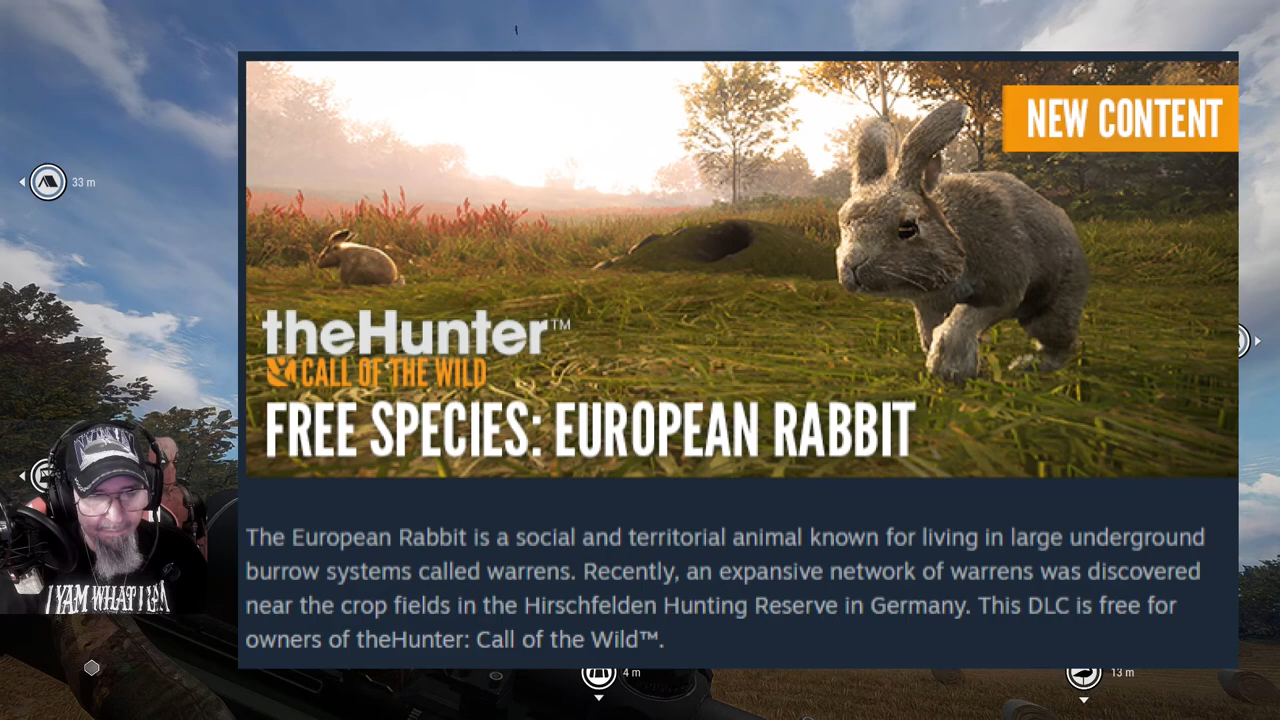 NEW CONTENT
33 m
theHunter™
CALL OF THE WILD
FREE SPECIES: EUROPEAN RABBIT
I YAM WHAT I
The European Rabbit is a social and territorial animal known for living in large underground
burrow systems called warrens. Recently, an expansive network of warrens was discovered
near the crop fields in the Hirschfelden Hunting Reserve in Germany. This DLC is free for
owners of theHunter: Call of the Wild™.
4 m
13 m